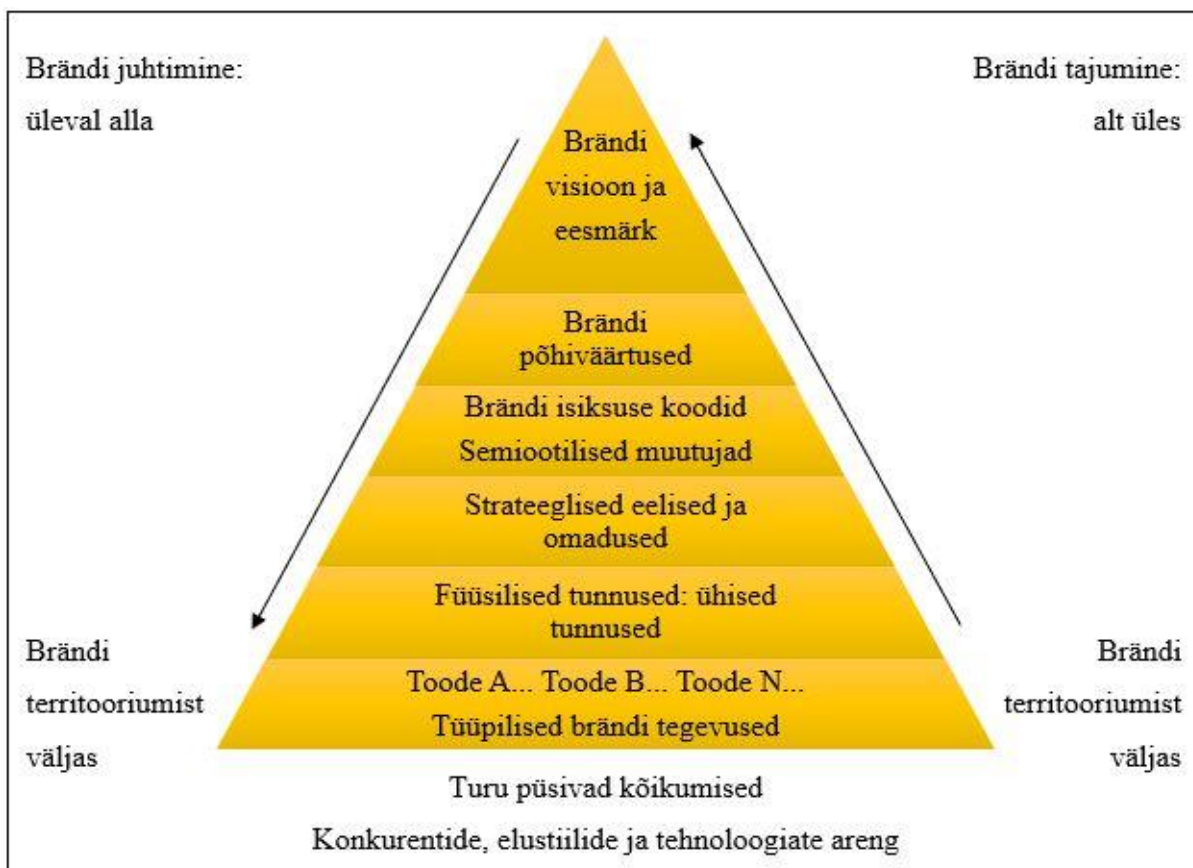 Brändi juhtimine:
üleval alla
Brändi tajumine:
alt üles
Brändi
visioon ja
eesmärk
Brändi
põhiväärtused
Brändi isiksuse koodid
Semiootilised muutujad
Strateeglised eelised ja
omadused
Füüsilised tunnused: ühised
tunnused
Toode A... Toode B... Toode N...
Tüüpilised brändi tegevused
Brändi
territooriumist
väljas
Brändi
territooriumist
väljas
Turu püsivad kõikumised
Konkurentide, elustiilide ja tehnoloogiate areng